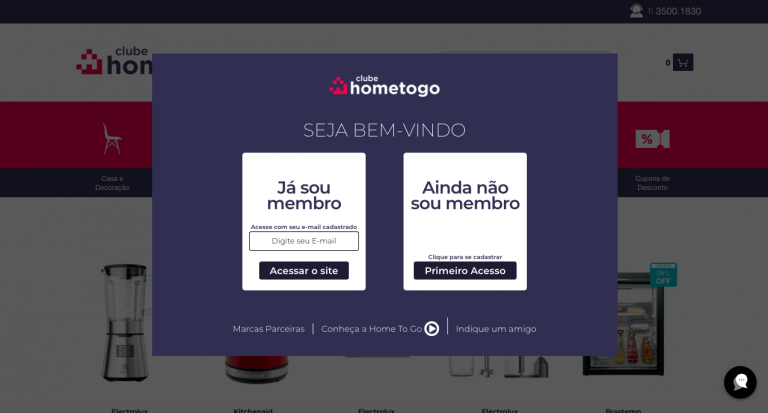 11 3500.1830
clube
hom
0
clube
hometogo
SEJA BEM-VINDO
Já sou
membro
Acesse com seu e-mail cadastrado
Digite seu E-mail
Acessar o site
Ainda não
sou membro
Clique para se cadastrar
Primeiro Acesso
Marcas Parceiras | Conheça a Home To Go | Indique um amigo
Casa e
Decoração
%
Cupons de
Desconto
28%
OFF
Electrolux
Kitchenaid
Electrolux
Electrolux
Brastemp